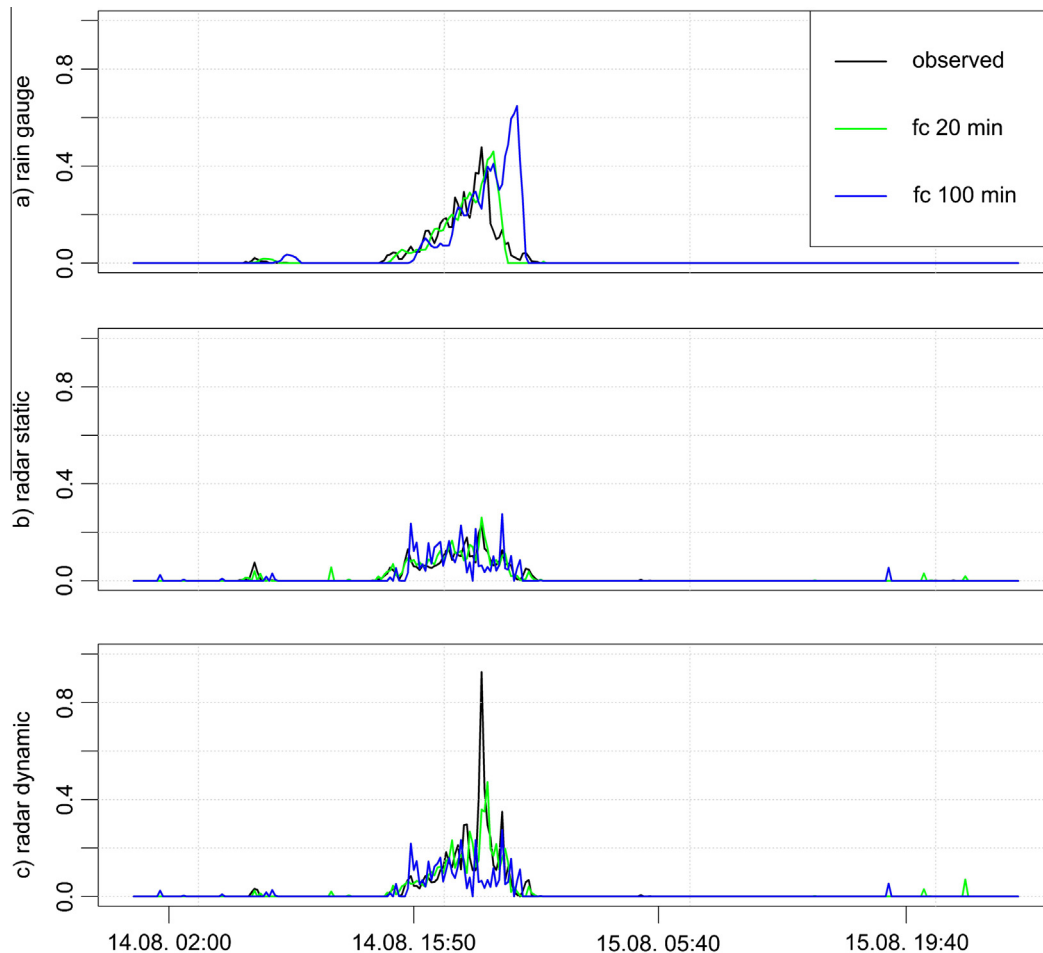 a) rain gauge
0.8
0.4
0.0
observed
fc 20 min
fc 100 min
b) radar static
0.8
0.4
0.0
c) radar dynamic
0.8
0.4
0.0
14.08. 02:00
14.08. 15:50
15.08. 05:40
15.08. 19:40